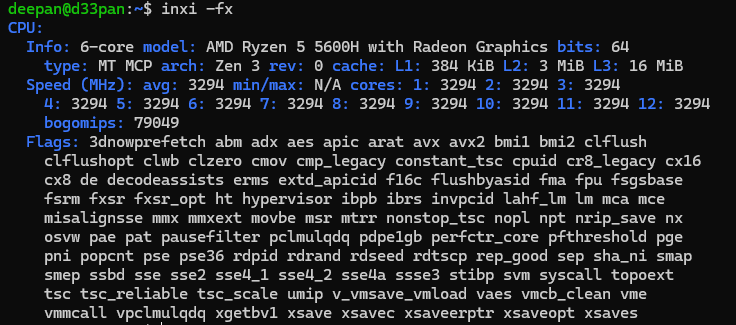 deepan@d33pan:~$ inxi -fx
CPU:
Info: 6-core model: AMD Ryzen 5 5600H with Radeon Graphics bits: 64
type: MT MCP arch: Zen 3 rev: 0 cache: L1: 384 KiB L2: 3 MiB L3: 16 MiB
Speed (MHz): avg: 3294 min/max: N/A cores: 1: 3294 2: 3294 3: 3294
4: 3294 5: 3294 6: 3294 7: 3294 8: 3294 9: 3294 10: 3294 11: 3294 12: 3294
bogomips: 79049
Flags: 3dnowprefetch abm adx aes apic arat avx avx2 bmi1 bmi2 clflush
clflushopt clwb clzero cmov cmp_legacy constant_tsc cpuid cr8_legacy cx16
cx8 de decodeassists erms extd_apicid f16c flushbyasid fma fpu fsgsbase
fsrm fxsr fxsr_opt ht hypervisor ibpb ibrs invpcid lahf_lm lm mca mce
misalignsse mmx mmxext movbe msr mtrr nonstop_tsc nopl npt nrip_save nx
osvw pae pat pausefilter pclmulqdq pdpe1gb perfctr_core pfthreshold pge
pni popcnt pse pse36 rdpid rdrand rdseed rdtscp rep_good sep sha_ni smap
smep ssbd sse sse2 sse4_1 sse4_2 sse4a ssse3 stibp svm syscall topoext
tsc tsc_reliable tsc_scale umip v_vmsave_vmload vaes vmcb_clean vme
vmmcall vpclmulqdq xgetbv1 xsave xsavec xsaveerptr xsaveopt xsaves